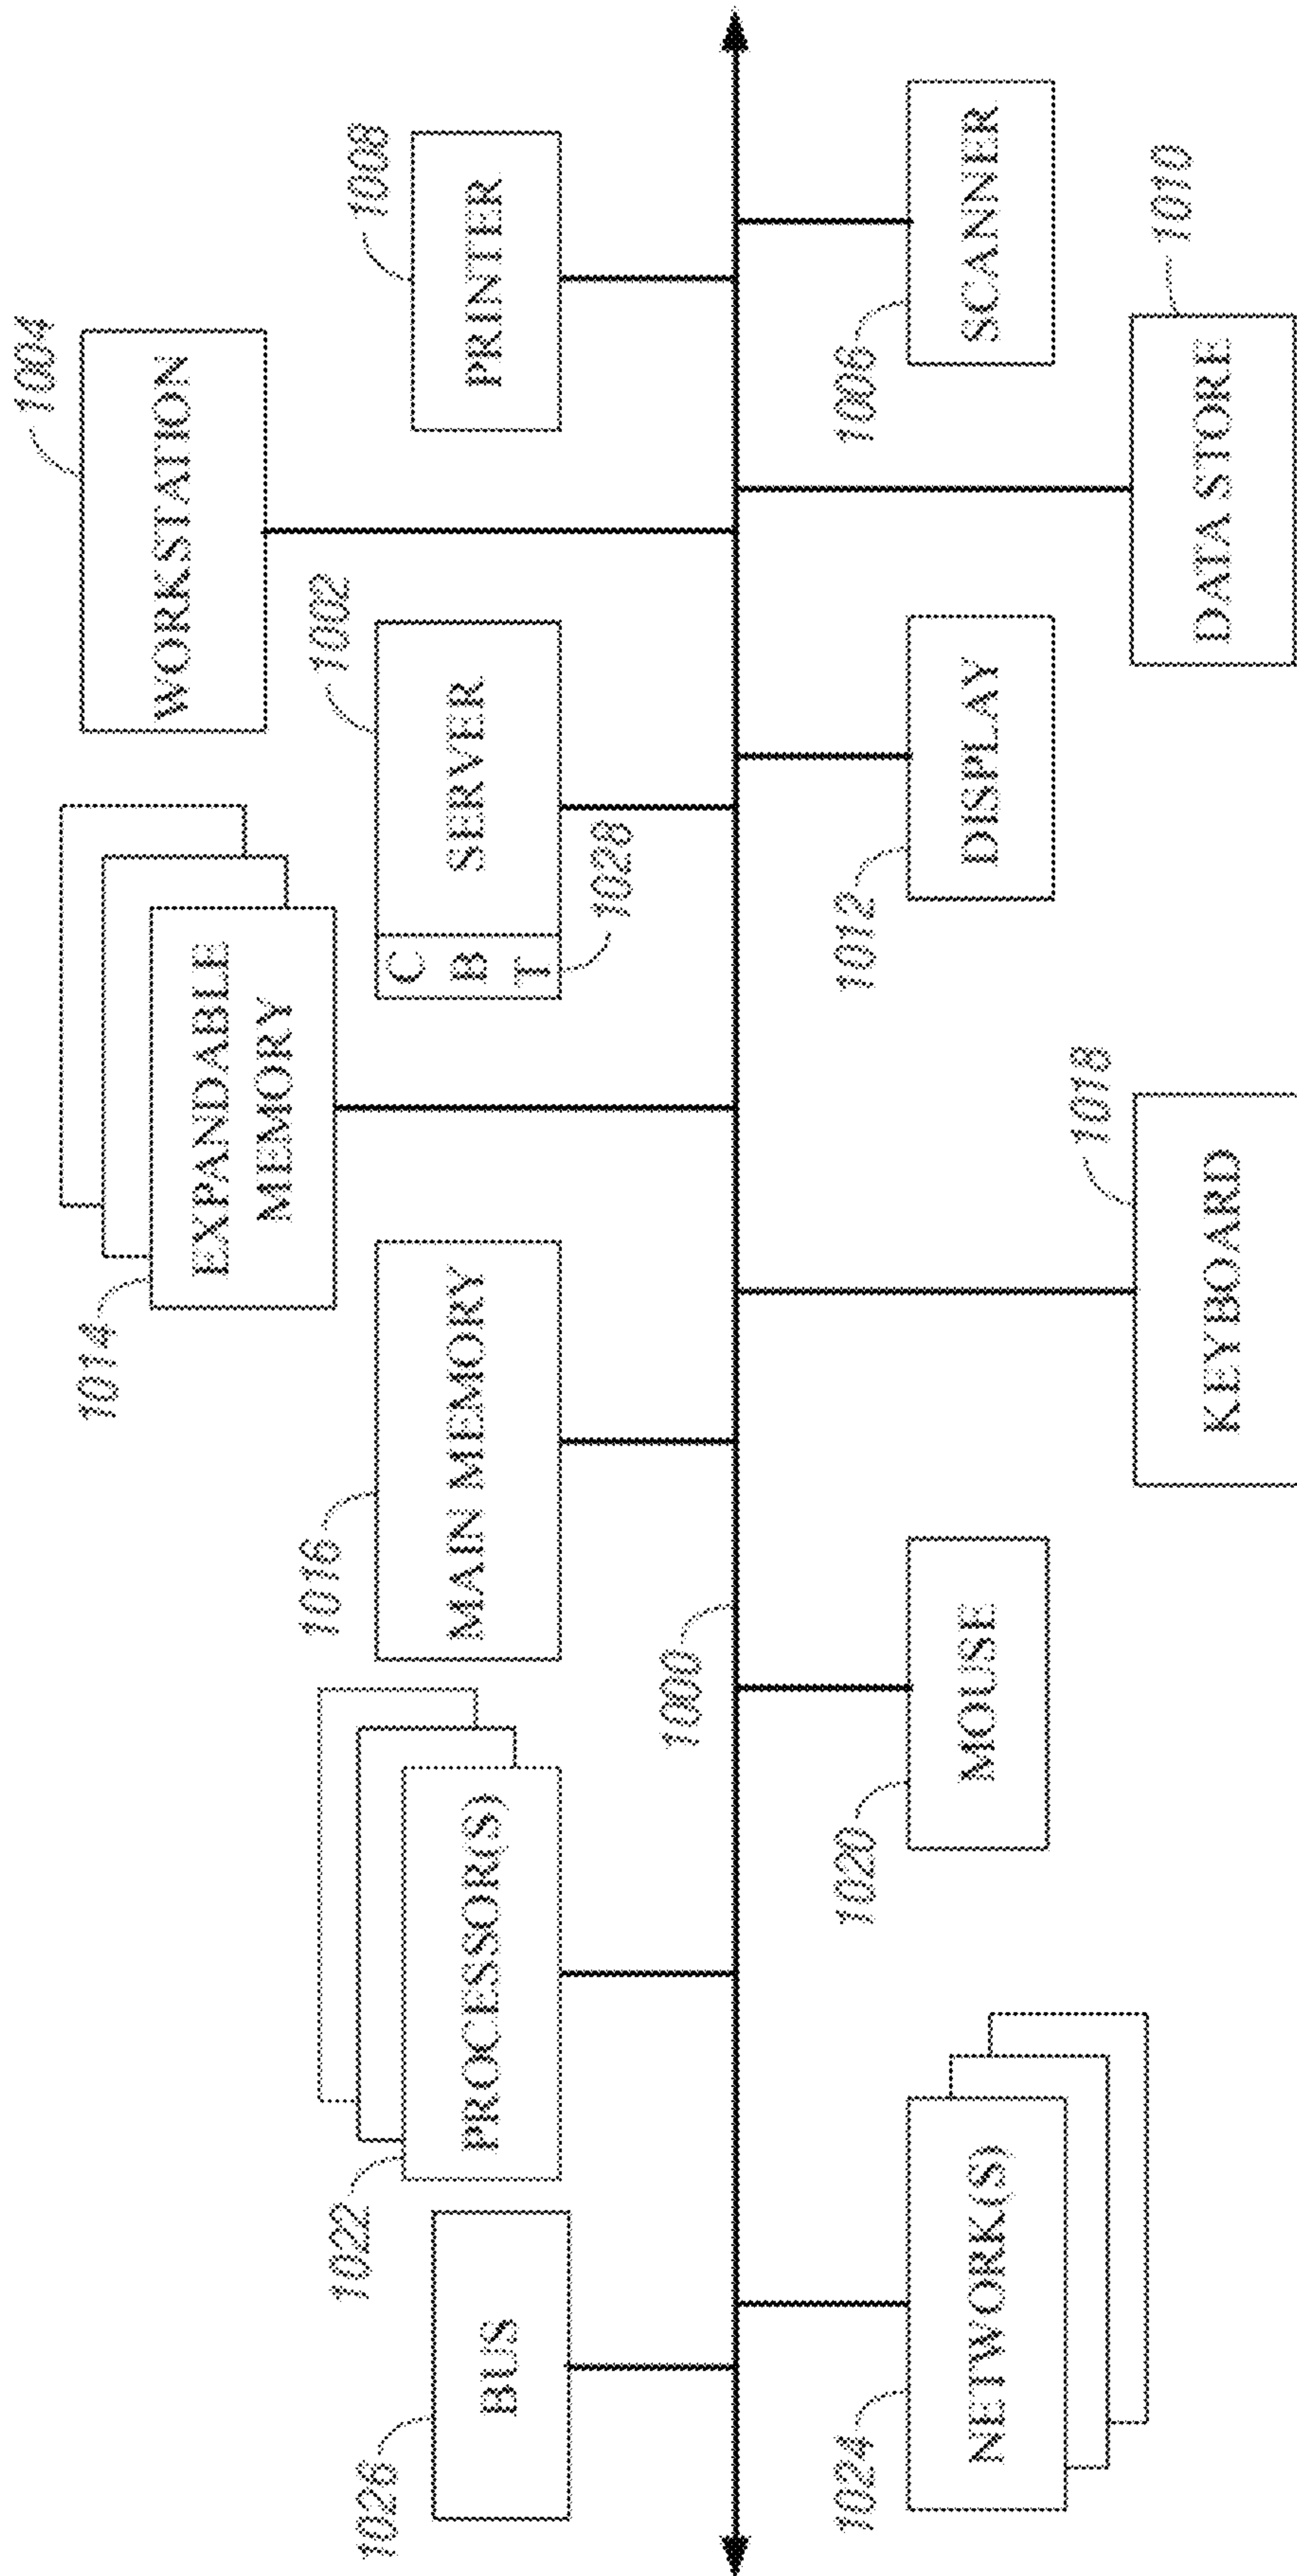 1004
WORKSTATION
1008
PRINTER
1014
EXPANDABLE
MEMORY
1002
SERVER
C
B
T
1028
1016
MAIN MEMORY
1022
PROCESSOR(S)
1026
BUS
1000
1006
SCANNER
1010
DATA STORE
1012
DISPLAY
1018
KEYBOARD
1020
MOUSE
1024
NETWORK(S)